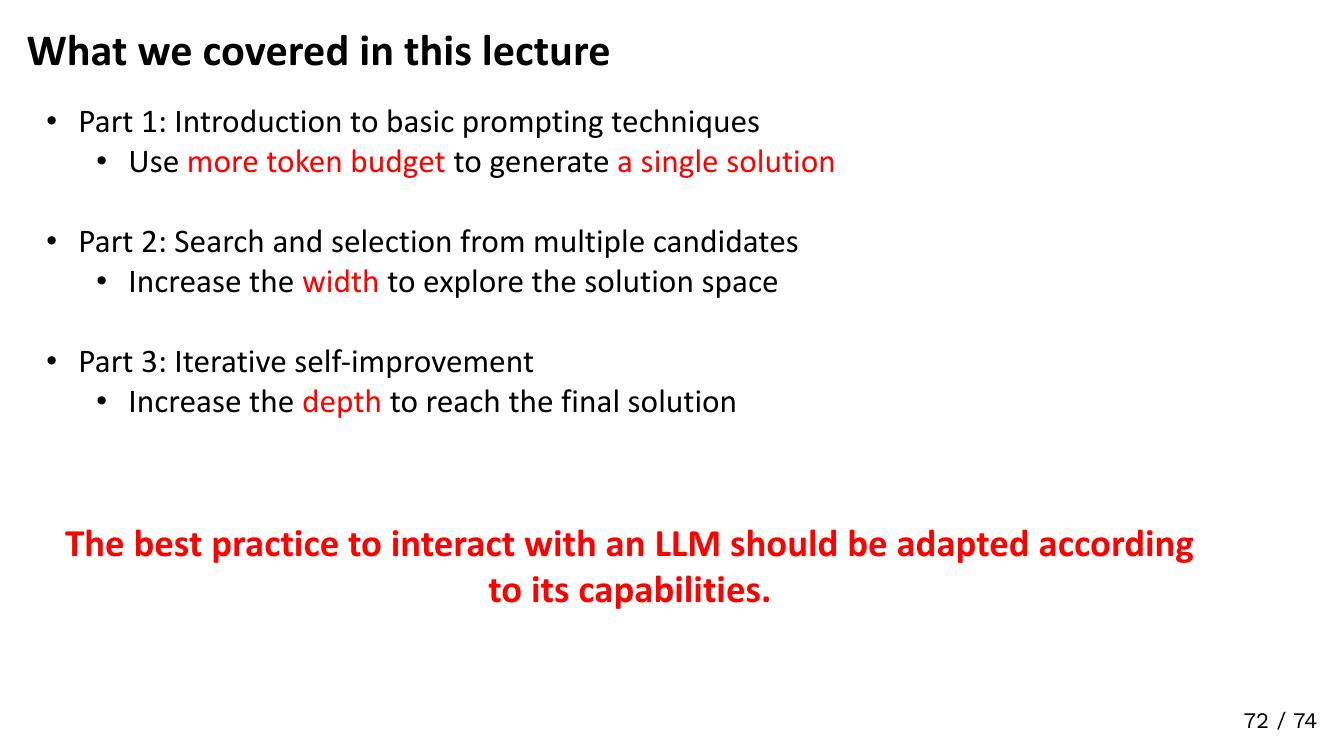 What we covered in this lecture
• Part 1: Introduction to basic prompting techniques
• Use more token budget to generate a single solution
• Part 2: Search and selection from multiple candidates
• Increase the width to explore the solution space
• Part 3: Iterative self-improvement
• Increase the depth to reach the final solution
The best practice to interact with an LLM should be adapted according
to its capabilities.
72 / 74